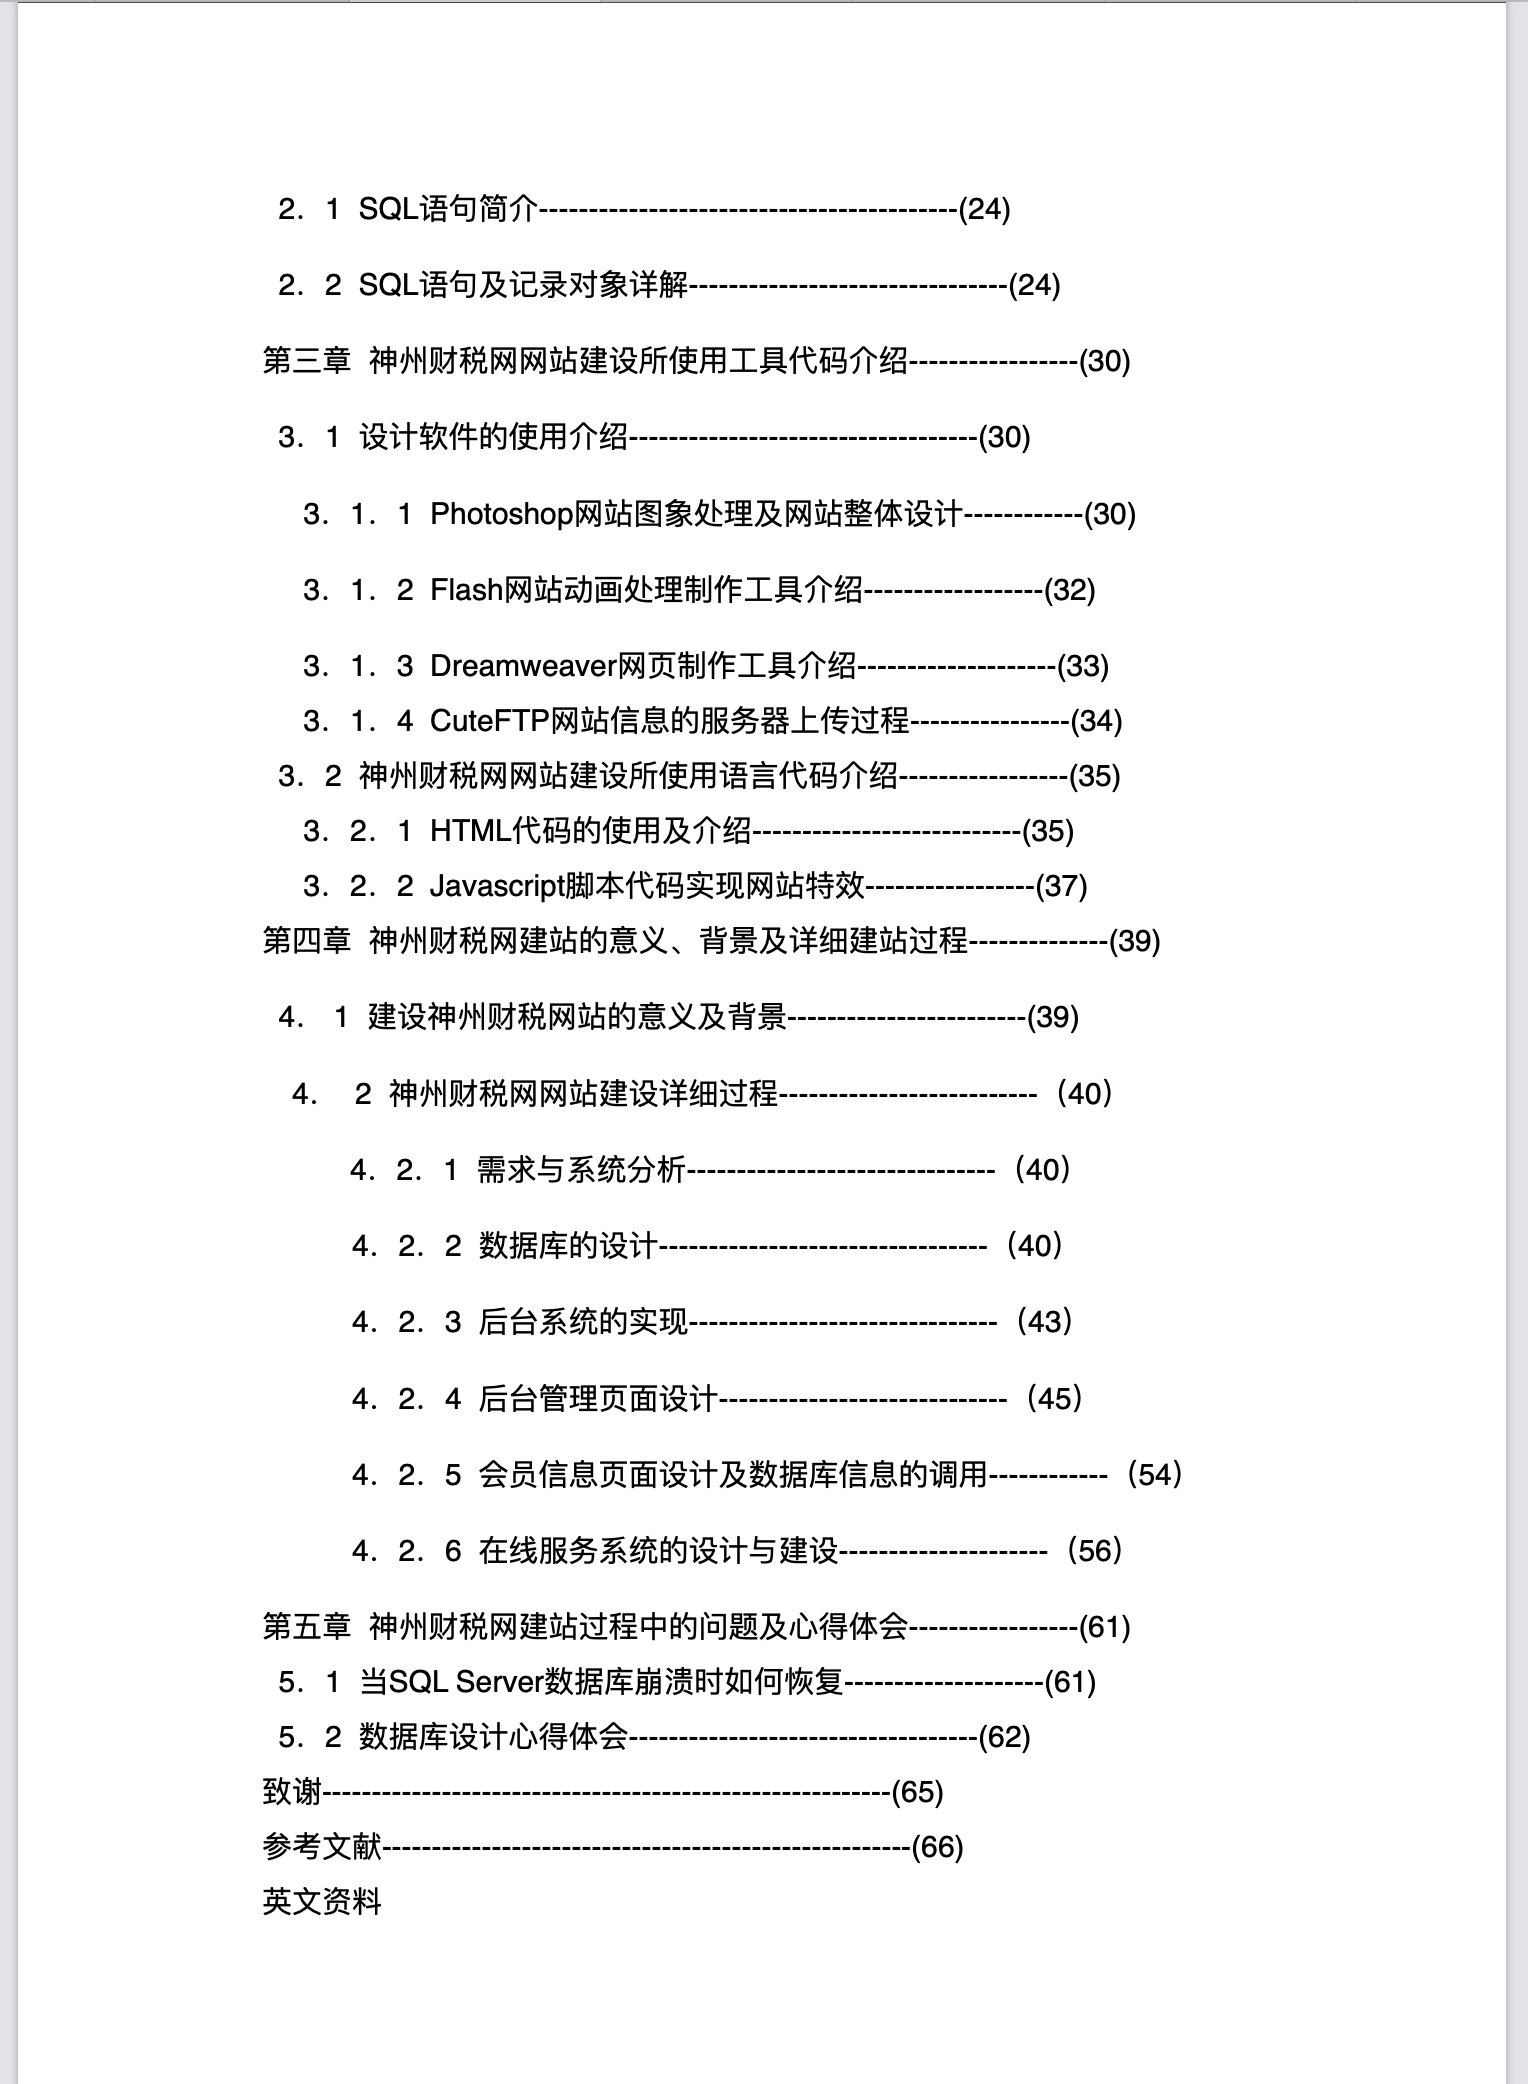 2．1 SQL语句简介------------------------------------------(24)
2．2 SQL语句及记录对象详解--------------------------------(24)
第三章 神州财税网网站建设所使用工具代码介绍-----------------(30)
3．1 设计软件的使用介绍-----------------------------------(30)
3．1．1 Photoshop网站图象处理及网站整体设计------------(30)
3．1．2 Flash网站动画处理制作工具介绍------------------(32)
3．1．3 Dreamweaver网页制作工具介绍--------------------(33)
3．1．4 CuteFTP网站信息的服务器上传过程----------------(34)
3．2 神州财税网网站建设所使用语言代码介绍-----------------(35)
3．2．1 HTML代码的使用及介绍---------------------------(35)
3．2．2 Javascript脚本代码实现网站特效-----------------(37)
第四章 神州财税网建站的意义、背景及详细建站过程--------------(39)
4． 1 建设神州财税网站的意义及背景------------------------(39)
4． 2 神州财税网网站建设详细过程--------------------------（40）
4．2．1 需求与系统分析-------------------------------（40）
4．2．2 数据库的设计---------------------------------（40）
4．2．3 后台系统的实现-------------------------------（43）
4．2．4 后台管理页面设计-----------------------------（45）
4．2．5 会员信息页面设计及数据库信息的调用------------（54）
4．2．6 在线服务系统的设计与建设---------------------（56）
第五章 神州财税网建站过程中的问题及心得体会-----------------(61)
5．1 当SQL Server数据库崩溃时如何恢复--------------------(61)
5．2 数据库设计心得体会-----------------------------------(62)
致谢---------------------------------------------------------(65)
参考文献-----------------------------------------------------(66)
英文资料